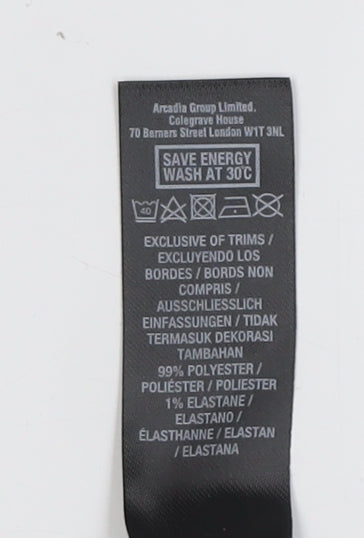 Arcadia Group Limited,
Colegrave House
70 Berners Street London W1T 3NL
SAVE ENERGY
WASH AT 30°C
40
EXCLUSIVE OF TRIMS /
EXCLUYENDO LOS
BORDES / BORDS NON
COMPRIS /
AUSSCHLIESSLICH
EINFASSUNGEN / TIDAK
TERMASUK DEKORASI
TAMBAHAN
99% POLYESTER /
POLIÉSTER / POLIESTER
1% ELASTANE /
ELASTANO /
ÉLASTHANNE / ELASTAN
/ ELASTANA